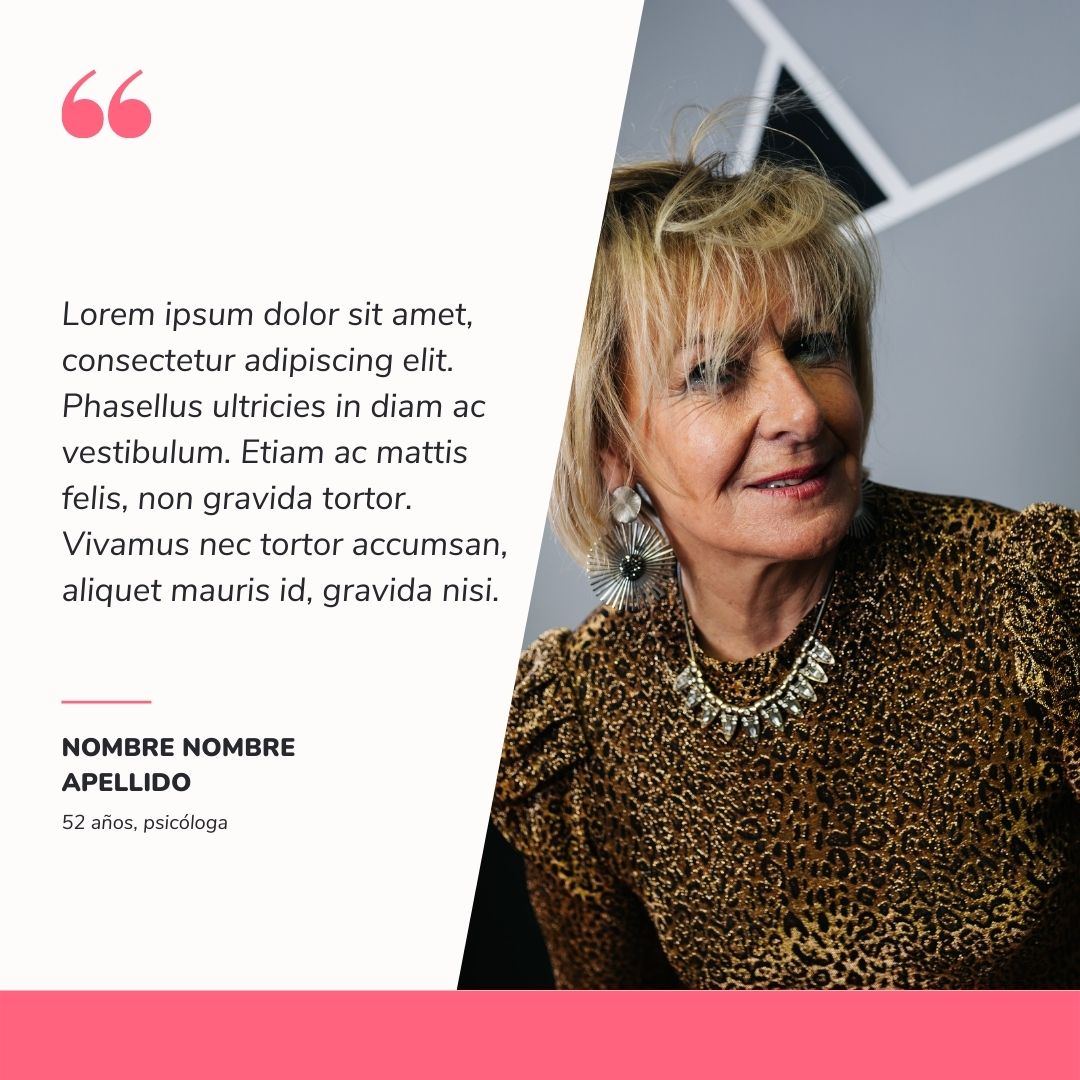 “
Lorem ipsum dolor sit amet,
consectetur adipiscing elit.
Phasellus ultricies in diam ac
vestibulum. Etiam ac mattis
felis, non gravida tortor.
Vivamus nec tortor accumsan,
aliquet mauris id, gravida nisi.
NOMBRE NOMBRE
APELLIDO
52 años, psicóloga